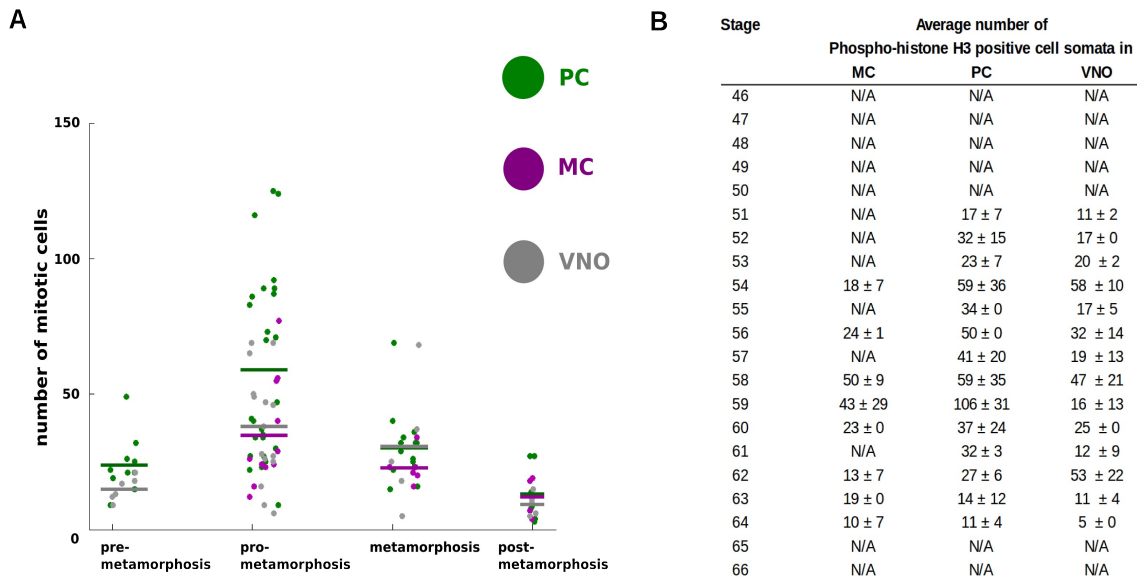 A
PC
MC
VNO
150
100
50
0
number of mitotic cells
pre-
metamorphosis
pro-
metamorphosis
metamorphosis
post-
metamorphosis
B
Stage Average number of
Phospho-histone H3 positive cell somata in
MC PC VNO
46 N/A N/A N/A
47 N/A N/A N/A
48 N/A N/A N/A
49 N/A N/A N/A
50 N/A N/A N/A
51 N/A 17 ± 7 11 ± 2
52 N/A 32 ± 15 17 ± 0
53 N/A 23 ± 7 20 ± 2
54 18 ± 7 59 ± 36 58 ± 10
55 N/A 34 ± 0 17 ± 5
56 24 ± 1 50 ± 0 32 ± 14
57 N/A 41 ± 20 19 ± 13
58 50 ± 9 59 ± 35 47 ± 21
59 43 ± 29 106 ± 31 16 ± 13
60 23 ± 0 37 ± 24 25 ± 0
61 N/A 32 ± 3 12 ± 9
62 13 ± 7 27 ± 6 53 ± 22
63 19 ± 0 14 ± 12 11 ± 4
64 10 ± 7 11 ± 4 5 ± 0
65 N/A N/A N/A
66 N/A N/A N/A